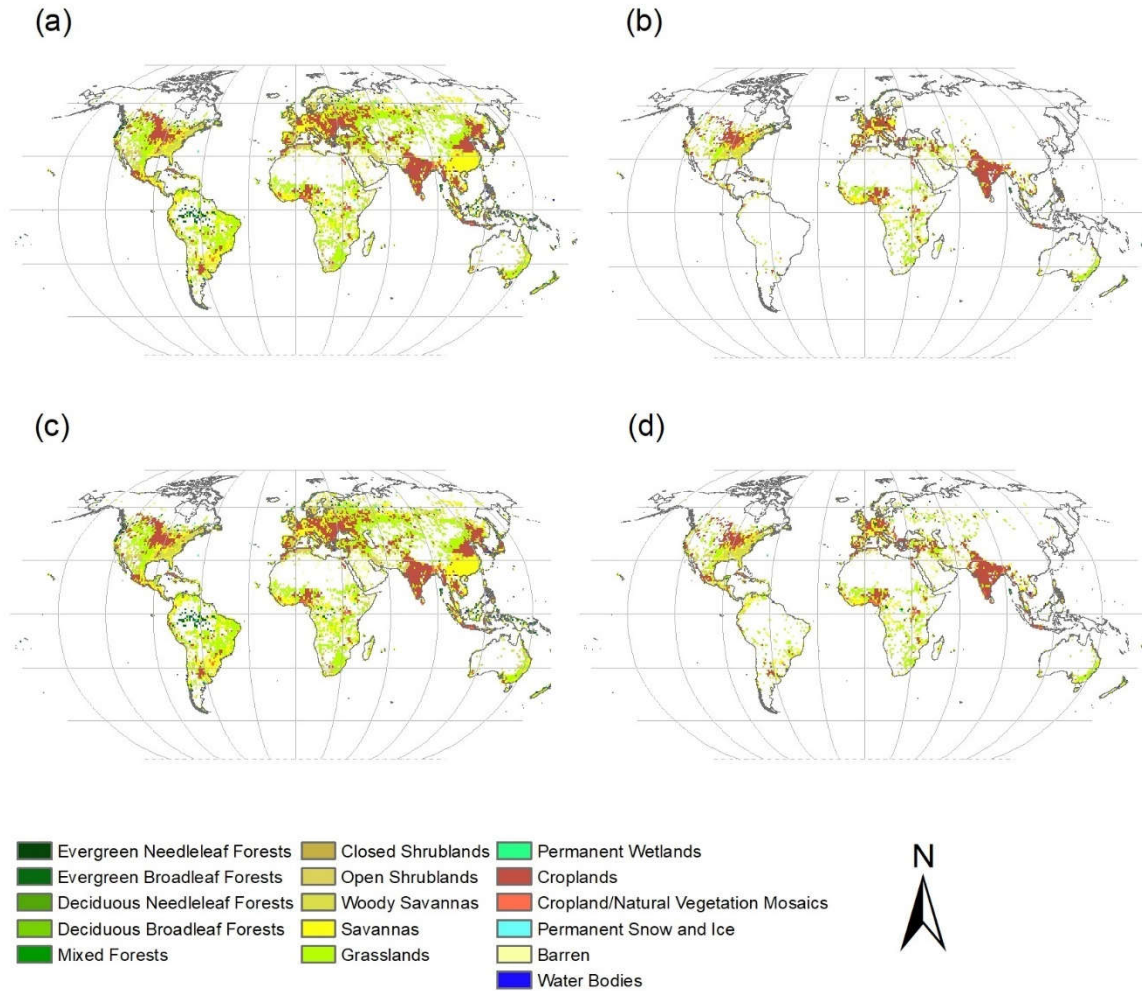 (a)
(b)
(c)
(d)
Evergreen Needleleaf Forests
Evergreen Broadleaf Forests
Deciduous Needleleaf Forests
Deciduous Broadleaf Forests
Mixed Forests
Closed Shrublands
Open Shrublands
Woody Savannas
Savannas
Grasslands
Permanent Wetlands
Croplands
Cropland/Natural Vegetation Mosaics
Permanent Snow and Ice
Barren
Water Bodies
N